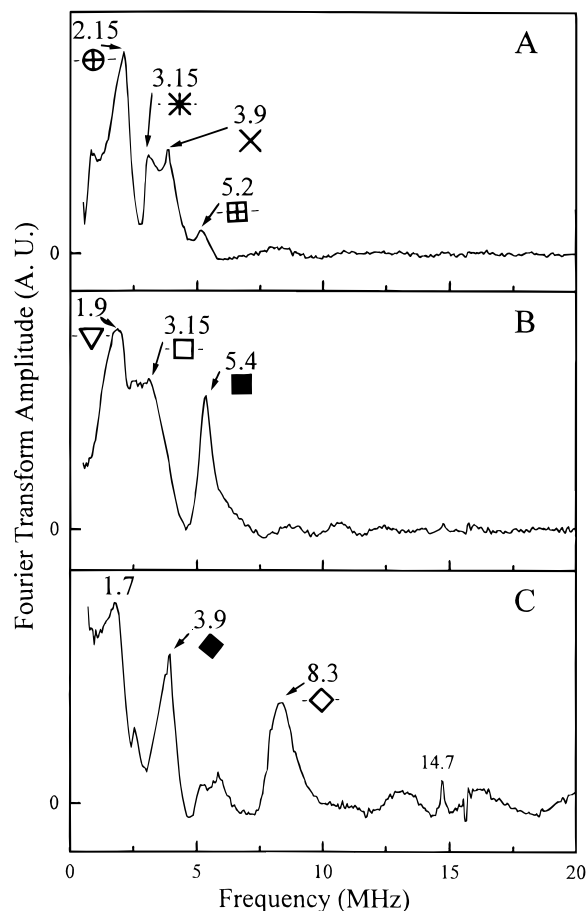 A
2.15
3.15
3.9
5.2
0
B
1.9
3.15
5.4
0
C
1.7
3.9
8.3
14.7
0
0 5 10 15 20
Frequency (MHz)
Fourier Transform Amplitude (A. U.)